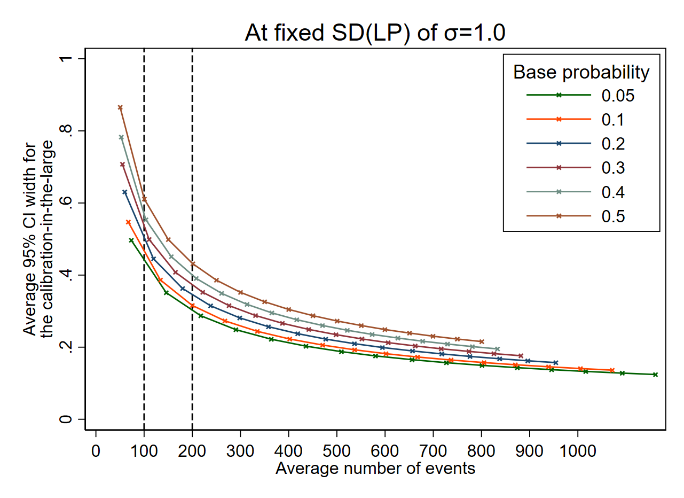 At fixed SD(LP) of σ=1.0
Base probability
0.05
0.1
0.2
0.3
0.4
0.5
Average 95% CI width for
the calibration-in-the-large
1
.8
.6
.4
.2
0
0 100 200 300 400 500 600 700 800 900 1000
Average number of events